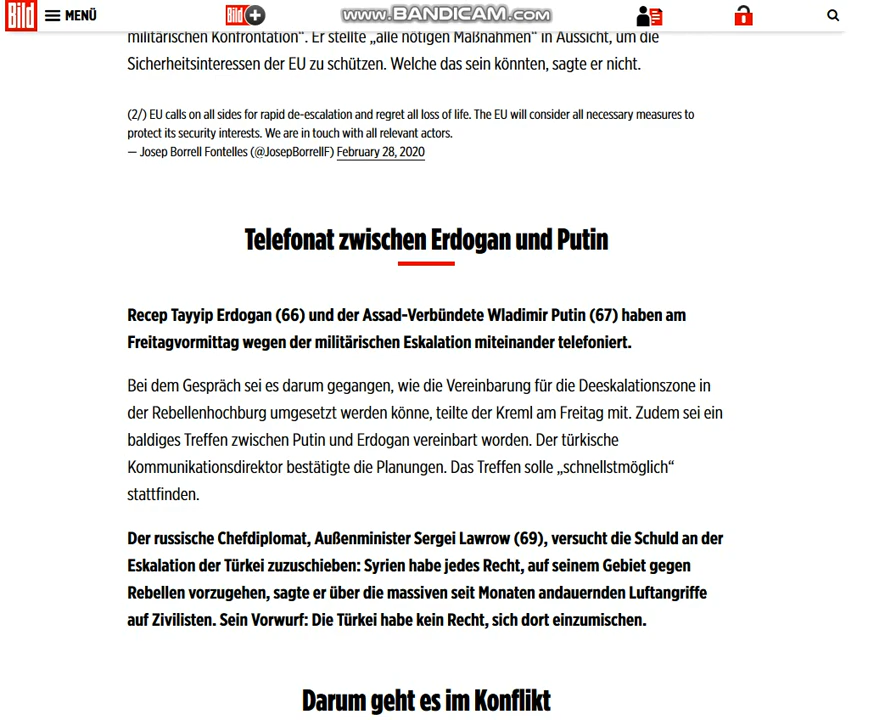 Bild
MENÜ
Bild +
www.BANDICAM.com
militärischen Konfrontation“. Er stellte „alle nötigen Maßnahmen“ in Aussicht, um die
Sicherheitsinteressen der EU zu schützen. Welche das sein könnten, sagte er nicht.
(2/) EU calls on all sides for rapid de-escalation and regret all loss of life. The EU will consider all necessary measures to
protect its security interests. We are in touch with all relevant actors.
— Josep Borrell Fontelles (@JosepBorrellF) February 28, 2020
Telefonat zwischen Erdogan und Putin
Recep Tayyip Erdogan (66) und der Assad-Verbündete Wladimir Putin (67) haben am
Freitagvormittag wegen der militärischen Eskalation miteinander telefoniert.
Bei dem Gespräch sei es darum gegangen, wie die Vereinbarung für die Deeskalationszone in
der Rebellenhochburg umgesetzt werden könne, teilte der Kreml am Freitag mit. Zudem sei ein
baldiges Treffen zwischen Putin und Erdogan vereinbart worden. Der türkische
Kommunikationsdirektor bestätigte die Planungen. Das Treffen solle „schnellstmöglich“
stattfinden.
Der russische Chefdiplomat, Außenminister Sergei Lawrow (69), versucht die Schuld an der
Eskalation der Türkei zuzuschieben: Syrien habe jedes Recht, auf seinem Gebiet gegen
Rebellen vorzugehen, sagte er über die massiven seit Monaten andauernden Luftangriffe
auf Zivilisten. Sein Vorwurf: Die Türkei habe kein Recht, sich dort einzumischen.
Darum geht es im Konflikt